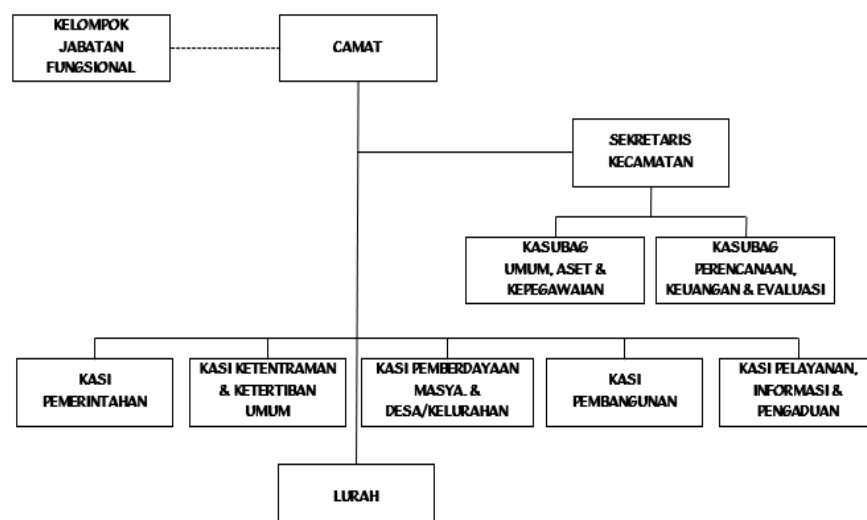 KELOMPOK
JABATAN
FUNGSIONAL
CAMAT
SEKRETARIS
KECAMATAN
KASUBAG
UMUM, ASET &
KEPEGAWAIAN
KASUBAG
PERENCANAAN,
KEUANGAN & EVALUASI
KASI
PEMERINTAHAN
KASI KETENTRAMAN
& KETERTIBAN
UMUM
KASI PEMBERDAYAAN
MASYA. &
DESA/KELURAHAN
KASI
PEMBANGUNAN
KASI PELAYANAN,
INFORMASI &
PENGADUAN
LURAH